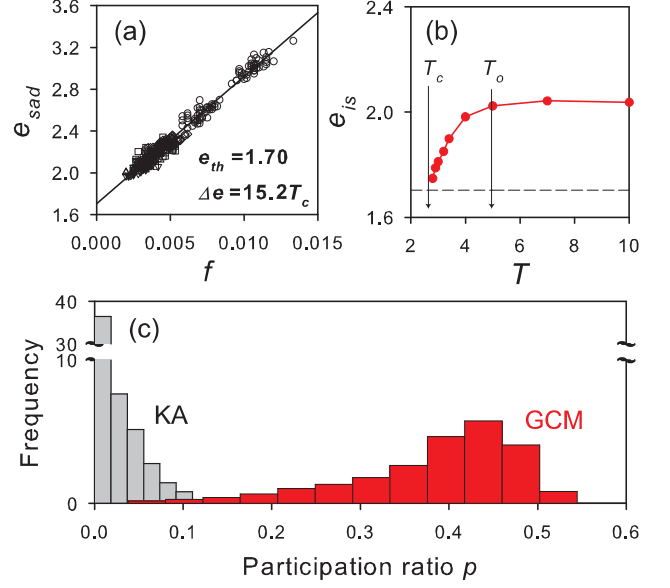 (a)
3.6
3.2
2.8
2.4
2.0
1.6
e_sad
e_th =1.70
Δe =15.2T_c
0.000
0.005
0.010
0.015
f
(b)
2.4
2.0
1.6
e_is
T_c
T_o
2
4
6
8
10
T
(c)
40
30
10
0
Frequency
KA
GCM
0.0
0.1
0.2
0.3
0.4
0.5
0.6
Participation ratio p